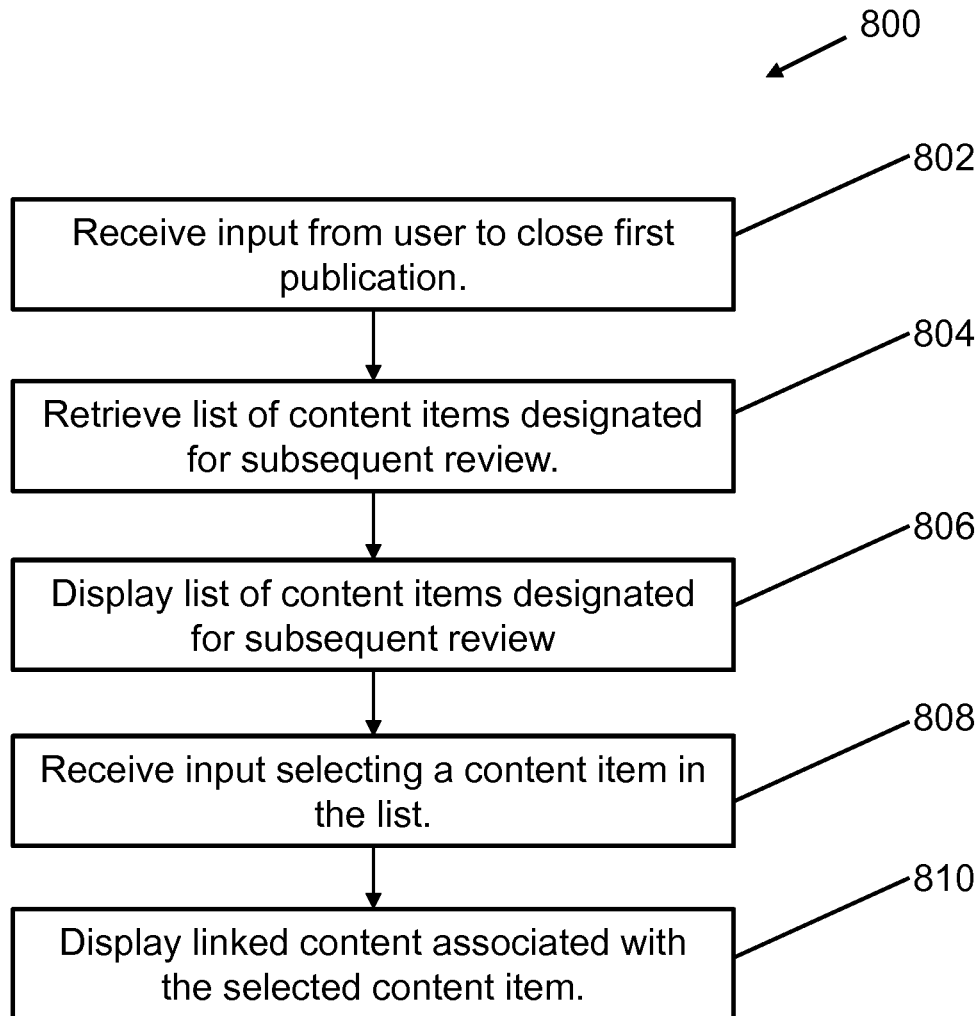 800
802
Receive input from user to close first
publication.
804
Retrieve list of content items designated
for subsequent review.
806
Display list of content items designated
for subsequent review
808
Receive input selecting a content item in
the list.
810
Display linked content associated with
the selected content item.